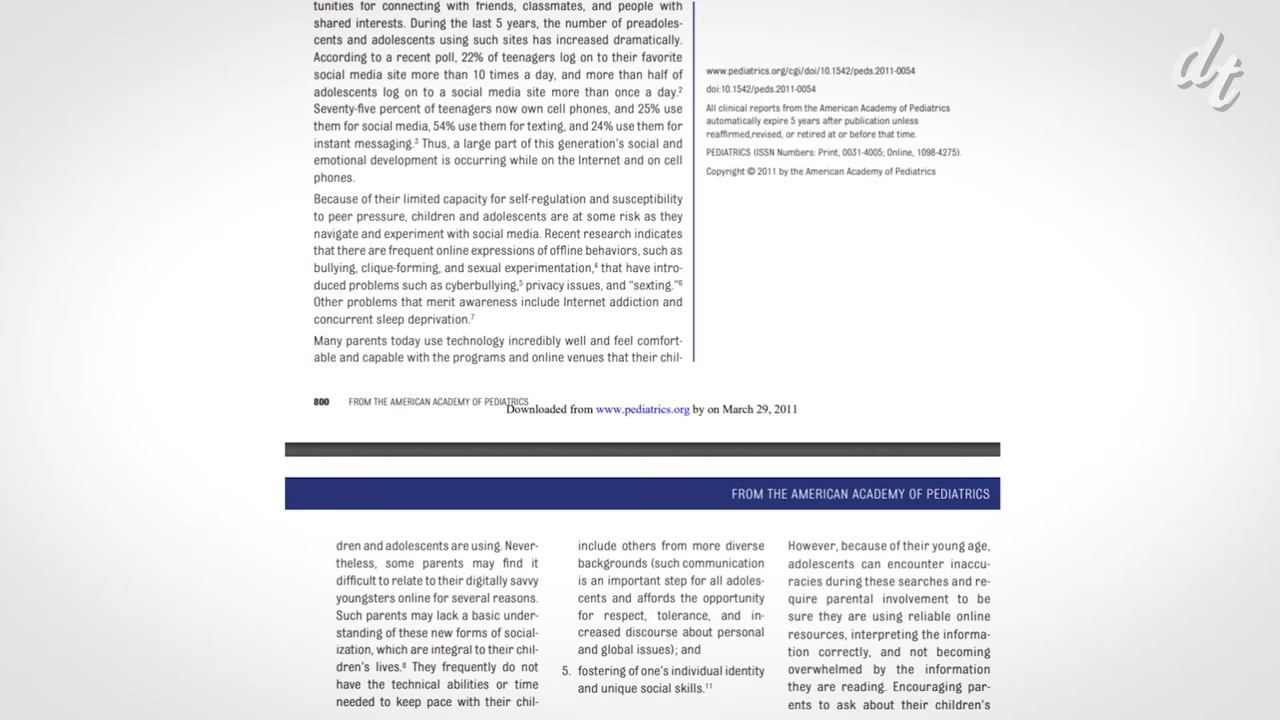 tunities for connecting with friends, classmates, and people with
shared interests. During the last 5 years, the number of preadoles-
cents and adolescents using such sites has increased dramatically.
According to a recent poll, 22% of teenagers log on to their favorite
social media site more than 10 times a day, and more than half of
adolescents log on to a social media site more than once a day.²
Seventy-five percent of teenagers now own cell phones, and 25% use
them for social media, 54% use them for texting, and 24% use them for
instant messaging.³ Thus, a large part of this generation's social and
emotional development is occurring while on the Internet and on cell
phones.
Because of their limited capacity for self-regulation and susceptibility
to peer pressure, children and adolescents are at some risk as they
navigate and experiment with social media. Recent research indicates
that there are frequent online expressions of offline behaviors, such as
bullying, clique-forming, and sexual experimentation,⁴ that have intro-
duced problems such as cyberbullying,⁵ privacy issues, and “sexting.”⁶
Other problems that merit awareness include Internet addiction and
concurrent sleep deprivation.⁷
Many parents today use technology incredibly well and feel comfort-
able and capable with the programs and online venues that their chil-
www.pediatrics.org/cgi/doi/10.1542/peds.2011-0054
doi:10.1542/peds.2011-0054
All clinical reports from the American Academy of Pediatrics
automatically expire 5 years after publication unless
reaffirmed,revised, or retired at or before that time.
PEDIATRICS (ISSN Numbers: Print, 0031-4005; Online, 1098-4275).
Copyright © 2011 by the American Academy of Pediatrics
dt
800 FROM THE AMERICAN ACADEMY OF PEDIATRICS
Downloaded from www.pediatrics.org by on March 29, 2011
FROM THE AMERICAN ACADEMY OF PEDIATRICS
dren and adolescents are using. Never-
theless, some parents may find it
difficult to relate to their digitally savvy
youngsters online for several reasons.
Such parents may lack a basic under-
standing of these new forms of social-
ization, which are integral to their chil-
dren's lives.⁸ They frequently do not
have the technical abilities or time
needed to keep pace with their chil-
include others from more diverse
backgrounds (such communication
is an important step for all adoles-
cents and affords the opportunity
for respect, tolerance, and in-
creased discourse about personal
and global issues); and
5. fostering of one's individual identity
and unique social skills.¹¹
However, because of their young age,
adolescents can encounter inaccu-
racies during these searches and re-
quire parental involvement to be
sure they are using reliable online
resources, interpreting the informa-
tion correctly, and not becoming
overwhelmed by the information
they are reading. Encouraging par-
ents to ask about their children's